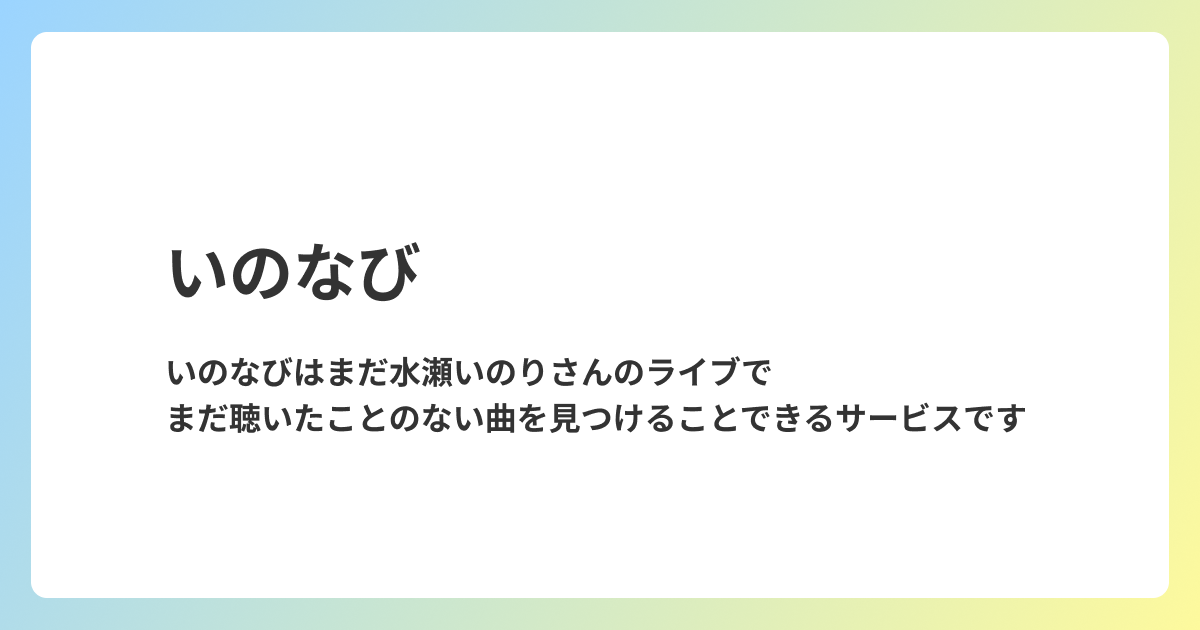 いのなび
いのなびはまだ水瀬いのりさんのライブで
まだ聴いたことのない曲を見つけることできるサービスです